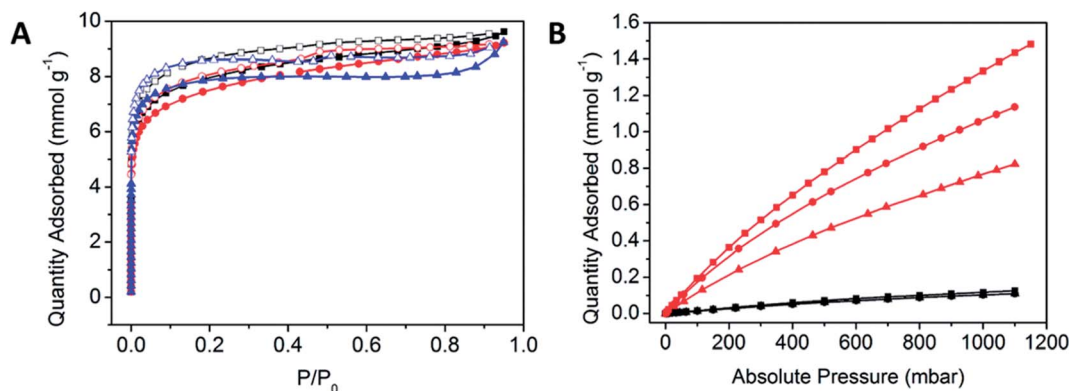 A
Quantity Adsorbed (mmol g⁻¹)
10
8
6
4
2
0
0.0 0.2 0.4 0.6 0.8 1.0
P/P₀
B
Quantity Adsorbed (mmol g⁻¹)
1.6
1.4
1.2
1.0
0.8
0.6
0.4
0.2
0.0
0 200 400 600 800 1000 1200
Absolute Pressure (mbar)